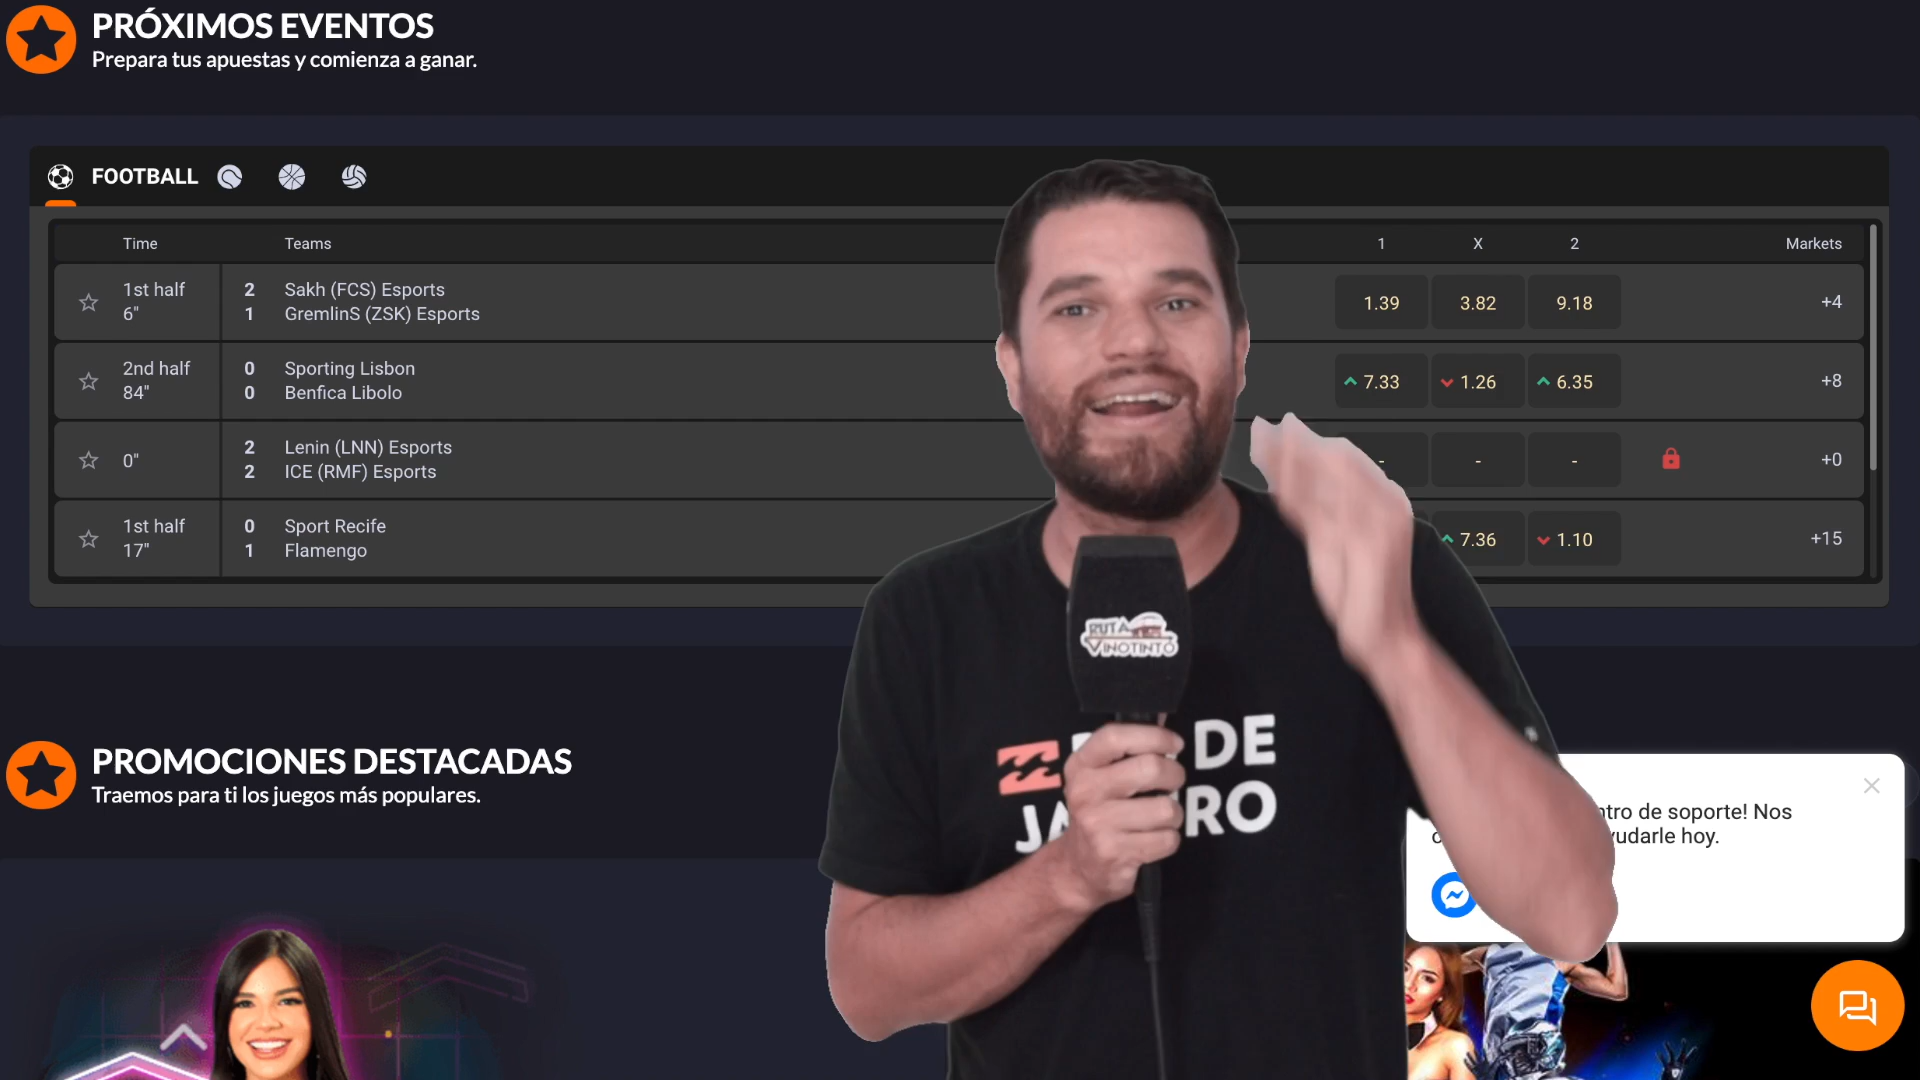 PRÓXIMOS EVENTOS
Prepara tus apuestas y comienza a ganar.
FOOTBALL
Time Teams 1 X 2 Markets
1st half 2 Sakh (FCS) Esports 1.39 3.82 9.18 +4
6" 1 GremlinS (ZSK) Esports
2nd half 0 Sporting Lisbon 7.33 1.26 6.35 +8
84" 0 Benfica Libolo
0" 2 Lenin (LNN) Esports - - - +0
2 ICE (RMF) Esports
1st half 0 Sport Recife 7.36 1.10 +15
17" 1 Flamengo
RUTA
VINOTINTO
DE
PROMOCIONES DESTACADAS
Traemos para ti los juegos más populares.
de soporte! Nos
hoy.